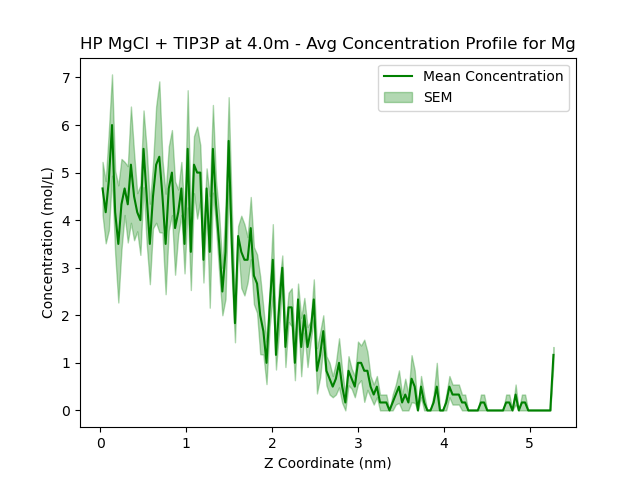 HP MgCl + TIP3P at 4.0m - Avg Concentration Profile for Mg
Mean Concentration
SEM
7
6
5
4
3
2
1
0
Concentration (mol/L)
0 1 2 3 4 5
Z Coordinate (nm)